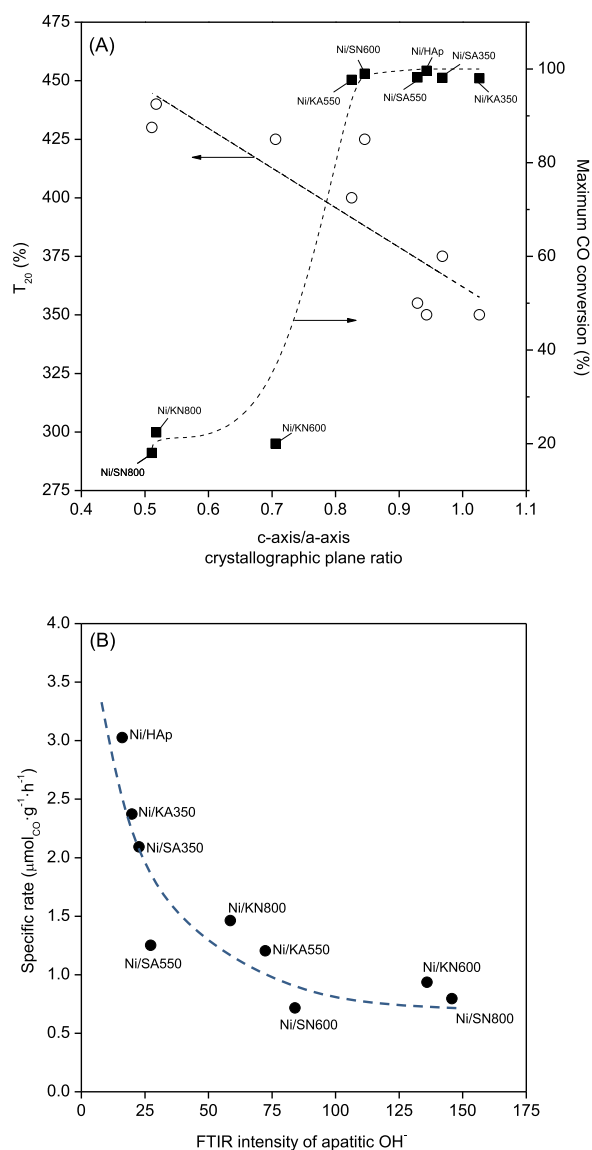 (A)
475
450
425
400
375
350
325
300
275
T₂₀ (%)
100
80
60
40
20
Maximum CO conversion (%)
Ni/SN600
Ni/HAp
Ni/SA350
Ni/KA550
Ni/SA550
Ni/KA350
Ni/KN800
Ni/KN600
Ni/SN800
0.4 0.5 0.6 0.7 0.8 0.9 1.0 1.1
c-axis/a-axis
crystallographic plane ratio
(B)
4.0
3.5
3.0
2.5
2.0
1.5
1.0
0.5
0.0
Specific rate (μmol_CO·g⁻¹·h⁻¹)
Ni/HAp
Ni/KA350
Ni/SA350
Ni/KN800
Ni/SA550
Ni/KA550
Ni/KN600
Ni/SN600
Ni/SN800
0 25 50 75 100 125 150 175
FTIR intensity of apatitic OH⁻